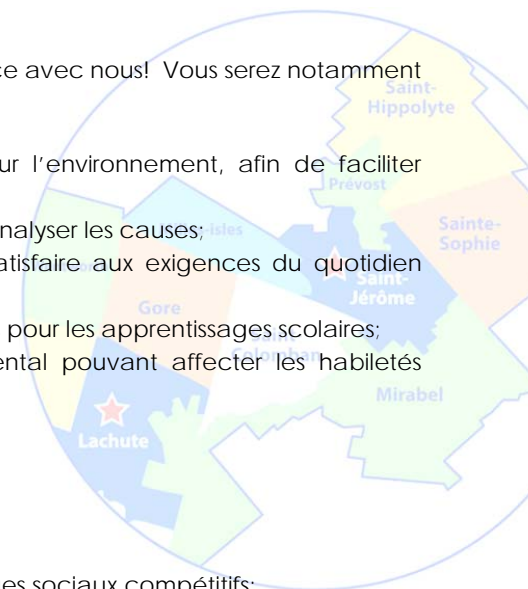 ce avec nous! Vous serez notamment
Saint-
Hippolyte
ur l'environnement, afin de faciliter
Prévost
nalyser les causes;
-isles
Sainte-
Sophie
atisfaire aux exigences du quotidien
Saint-
Jérôme
Gore
pour les apprentissages scolaires;
Colomban
ental pouvant affecter les habiletés
Mirabel
Lachute
es sociaux compétitifs;